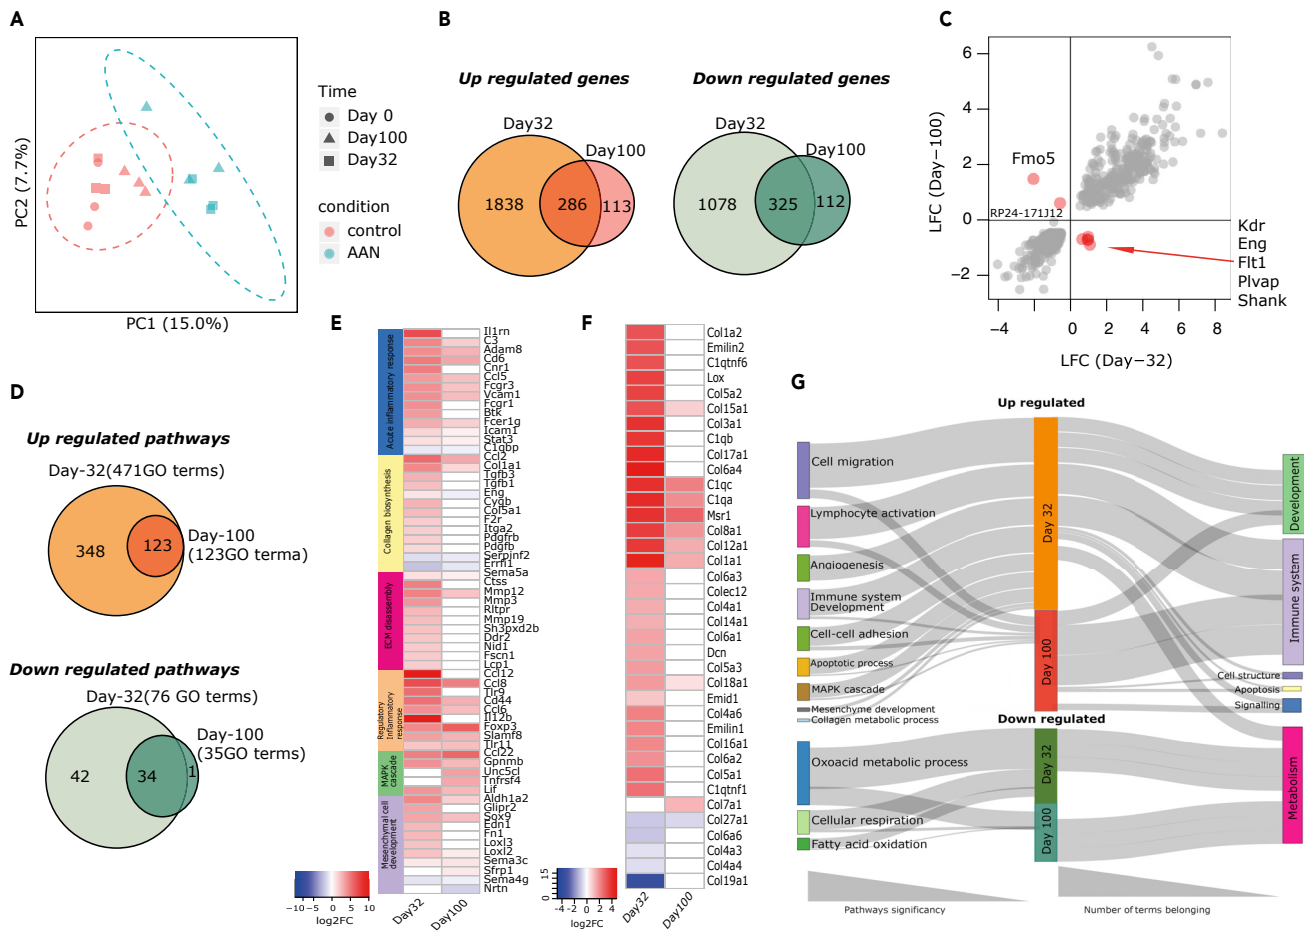 A
PC2 (7.7%)
PC1 (15.0%)
Time
Day 0
Day100
Day32
condition
control
AAN
B
Up regulated genes
Day32
Day100
1838
286
113
Down regulated genes
Day32
Day100
1078
325
112
C
LFC (Day−100)
6
4
2
0
−2
−4
−2
0
2
4
6
8
LFC (Day−32)
Fmo5
RP24-171J12
Kdr
Eng
Flt1
Plvap
Shank
D
Up regulated pathways
Day-32(471GO terms)
348
123
Day-100
(123GO terma)
Down regulated pathways
Day-32(76 GO terms)
42
34
1
Day-100
(35GO terms)
E
Acute inflammatory response
Collagen biosynthesis
ECM disassembly
Regulatory
Inflammatory
response
MAPK
cascade
Mesenchymal cell
development
Il1rn
C3
Adam8
Cd6
Cnr1
Ccl5
Fcgr3
Vcam1
Fcgr1
Btk
Fcer1g
Icam1
Stat3
C1qbp
Ccl2
Col1a1
Tgfb3
Tgfb1
Eng
Cygb
Col5a1
F2r
Itga2
Pdgfrb
Pdgfb
Serpinf2
Errfi1
Sema5a
Ctss
Mmp12
Mmp3
Rltpr
Mmp19
Sh3pxd2b
Ddr2
Nid1
Fscn1
Lcp1
Ccl12
Ccl8
Tlr9
Cd44
Ccl6
Il12b
Foxp3
Slamf8
Tlr11
Ccl22
Gpnmb
Unc5cl
Tnfrsf4
Lif
Aldh1a2
Glipr2
Sox9
Edn1
Fn1
Loxl3
Loxl2
Sema3c
Sfrp1
Sema4g
Nrtn
Day32
Day100
−10
−5
0
5
10
log2FC
F
Col1a2
Emilin2
C1qtnf6
Lox
Col5a2
Col15a1
Col3a1
C1qb
Col17a1
Col6a4
C1qc
C1qa
Msr1
Col8a1
Col12a1
Col1a1
Col6a3
Colec12
Col4a1
Col14a1
Col6a1
Dcn
Col5a3
Col18a1
Emid1
Col4a6
Emilin1
Col16a1
Col6a2
Col5a1
C1qtnf1
Col7a1
Col27a1
Col6a6
Col4a3
Col4a4
Col19a1
Day32
Day100
0
15
−4
−2
0
2
4
log2FC
G
Up regulated
Cell migration
Lymphocyte activation
Angiogenesis
Immune system
Development
Cell-cell adhesion
Apoptotic process
MAPK cascade
Mesenchyme development
Collagen metabolic process
Day 32
Day 100
Down regulated
Oxoacid metabolic process
Cellular respiration
Fatty acid oxidation
Day 32
Day 100
Development
Immune system
Cell structure
Apoptosis
Signalling
Metabolism
Pathways significancy
Number of terms belonging